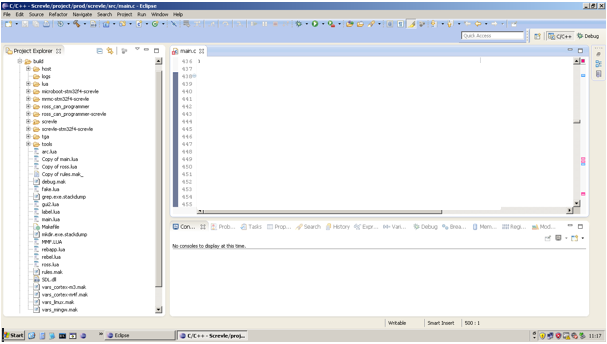 C/C++ - Screvle/project/prod/screvle/src/main.c - Eclipse
File Edit Source Refactor Navigate Search Project Run Window Help
Quick Access
C/C++
Debug
Project Explorer
main.c
build
host
logs
lua
microboot-stm32f4-screvle
mrmc-stm32f4-screvle
ross_can_programmer
ross_can_programmer-screvle
screvle
screvle-stm32f4-screvle
tga
tools
arc.lua
Copy of main.lua
Copy of ross.lua
Copy of rules.mak_
debug.mak
fake.lua
grep.exe.stackdump
gui2.lua
label.lua
main.lua
Makefile
mkdir.exe.stackdump
MMF.LUA
rebapp.lua
rebel.lua
ross.lua
rules.mak
SDL.dll
vars_cortex-m3.mak
vars_cortex-m4f.mak
vars_linux.mak
vars_mingw.mak
436 }
437
438
439
440
441
442
443
444
445
446
447
448
449
450
451
452
453
454
455
Con... Prob... Tasks Prop... Search History Expr... Vari... Debug Brea... Mem... Regi... Mod...
No consoles to display at this time.
Writable Smart Insert 500 : 1
Start Eclipse C/C++ - Screvle/proj... 11:17